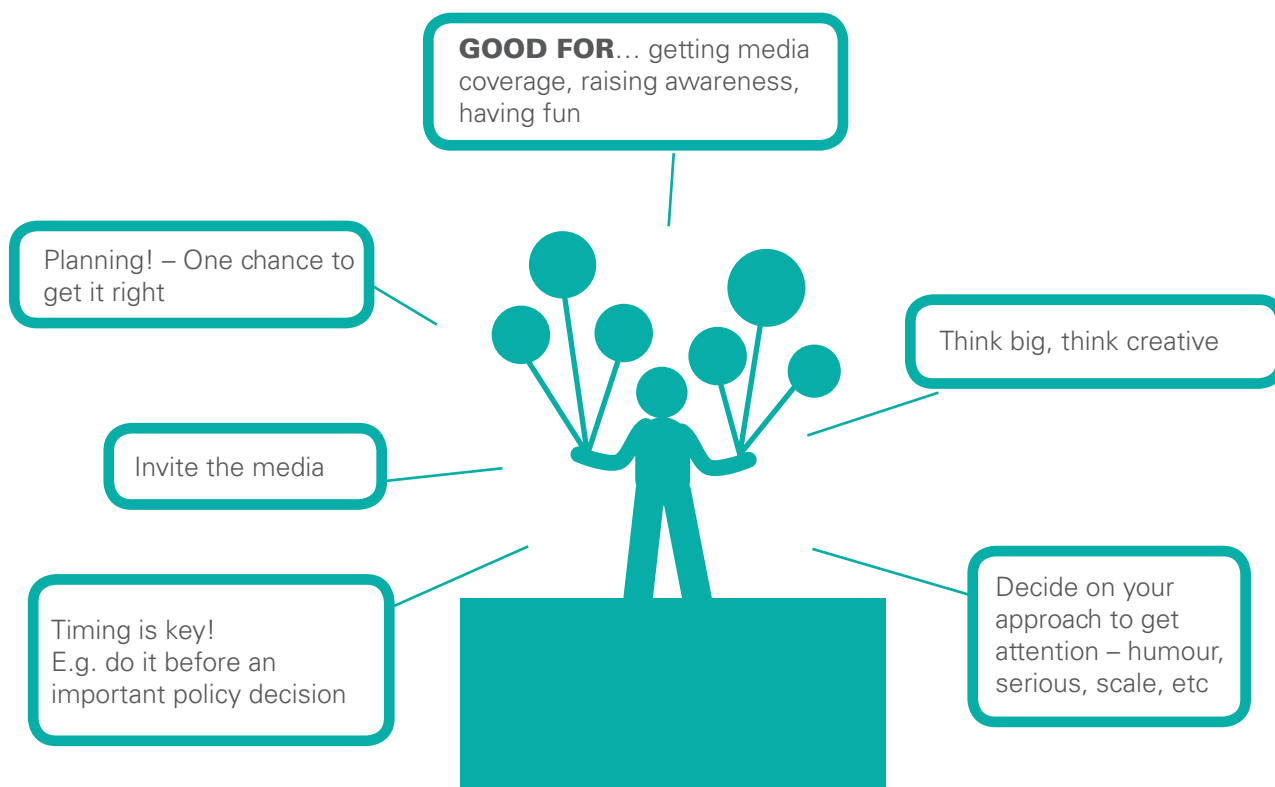 GOOD FOR… getting media
coverage, raising awareness,
having fun
Planning! – One chance to
get it right
Think big, think creative
Invite the media
Timing is key!
E.g. do it before an
important policy decision
Decide on your
approach to get
attention – humour,
serious, scale, etc